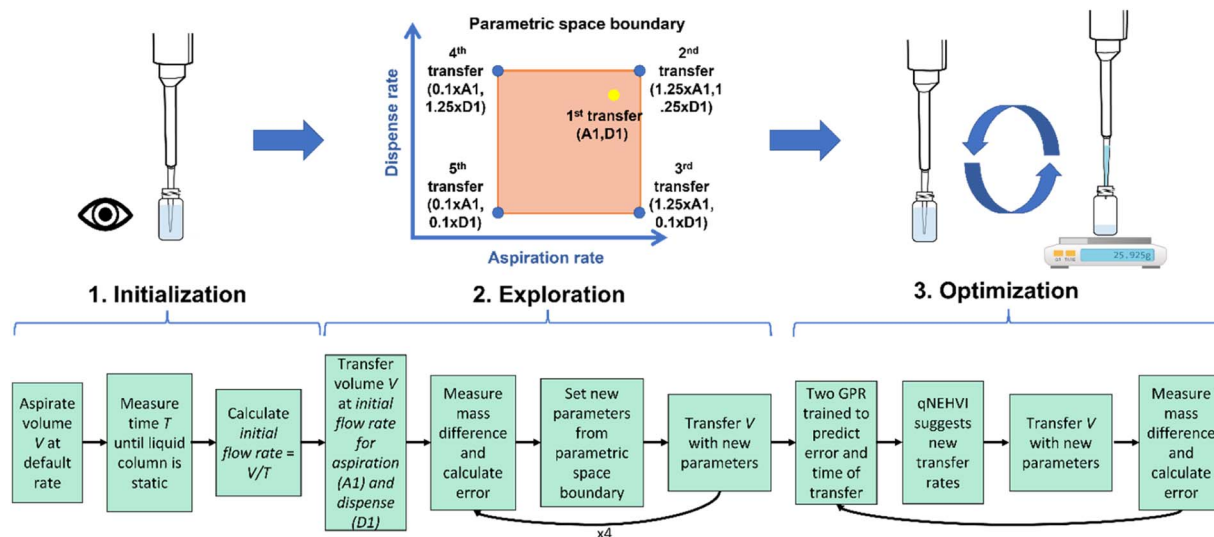 Parametric space boundary
Dispense rate
4th
transfer
(0.1xA1,
1.25xD1)
2nd
transfer
(1.25xA1,1
.25xD1)
1st transfer
(A1,D1)
5th
transfer
(0.1xA1,
0.1xD1)
3rd
transfer
(1.25xA1,
0.1xD1)
Aspiration rate
25.925g
1. Initialization
2. Exploration
3. Optimization
Aspirate
volume
V at
default
rate
Measure
time T
until liquid
column is
static
Calculate
initial
flow rate =
V/T
Transfer
volume V
at initial
flow rate
for
aspiration
(A1) and
dispense
(D1)
Measure
mass
difference
and
calculate
error
Set new
parameters
from
parametric
space
boundary
Transfer V
with new
parameters
x4
Two GPR
trained to
predict
error and
time of
transfer
qNEHVI
suggests
new
transfer
rates
Transfer V
with new
parameters
Measure
mass
difference
and
calculate
error